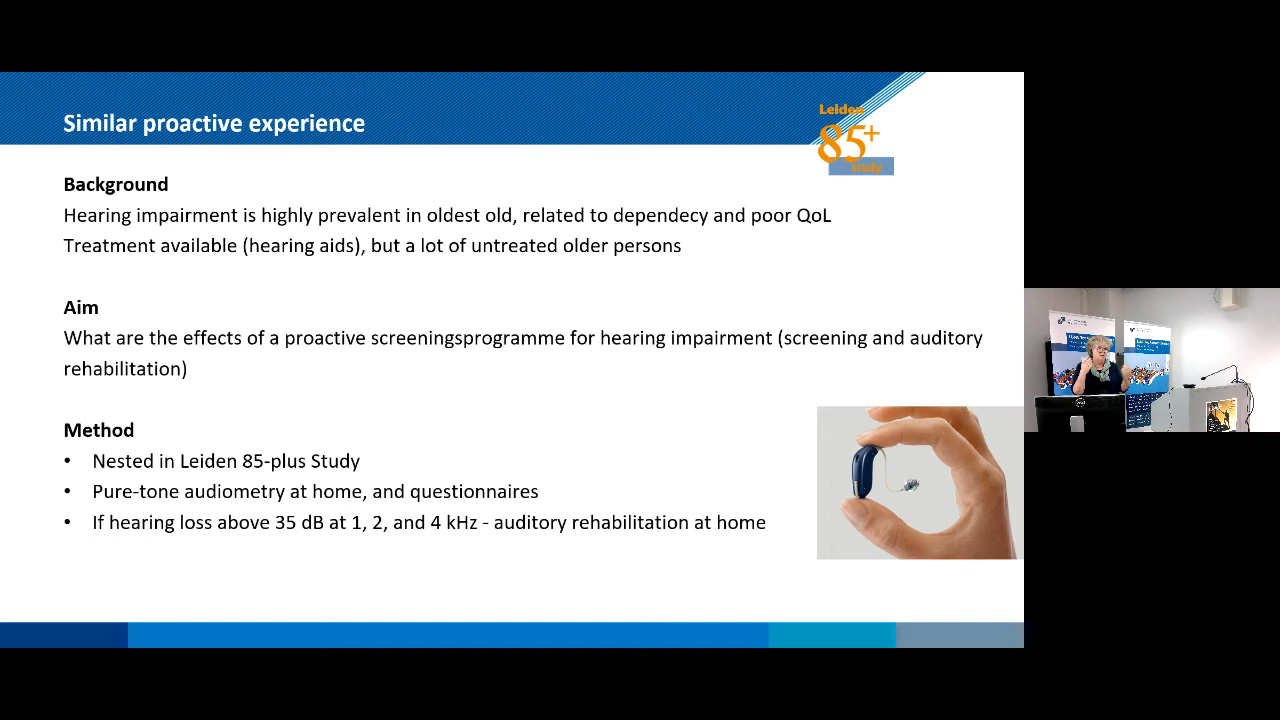 Similar proactive experience
Leiden
85+
study
Background
Hearing impairment is highly prevalent in oldest old, related to dependecy and poor QoL
Treatment available (hearing aids), but a lot of untreated older persons
Aim
What are the effects of a proactive screeningsprogramme for hearing impairment (screening and auditory
rehabilitation)
Method
• Nested in Leiden 85-plus Study
• Pure-tone audiometry at home, and questionnaires
• If hearing loss above 35 dB at 1, 2, and 4 kHz - auditory rehabilitation at home